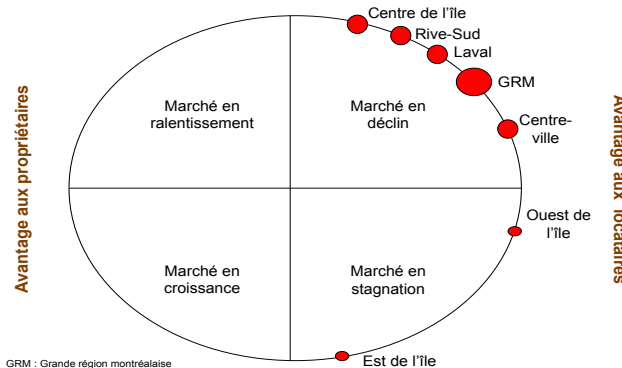 Centre de l'île
Rive-Sud
Laval
GRM
Centre-
ville
Ouest de
l'île
Est de l'île
Marché en
ralentissement
Marché en
déclin
Marché en
croissance
Marché en
stagnation
Avantage aux propriétaires
Avantage aux locataires
GRM : Grande région montréalaise